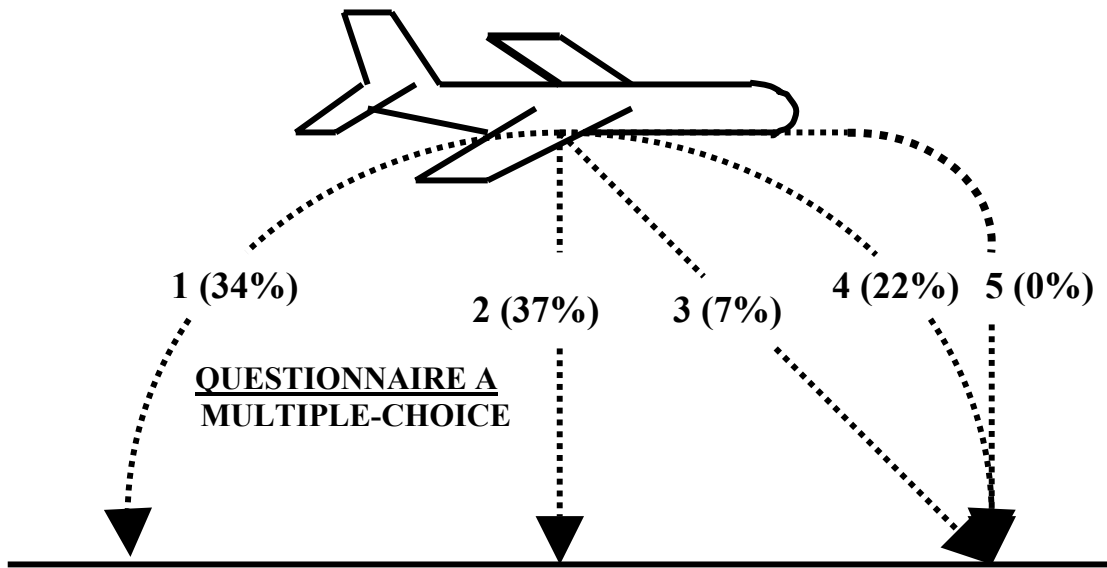 1 (34%)
2 (37%)
3 (7%)
4 (22%)
5 (0%)
QUESTIONNAIRE A
MULTIPLE-CHOICE